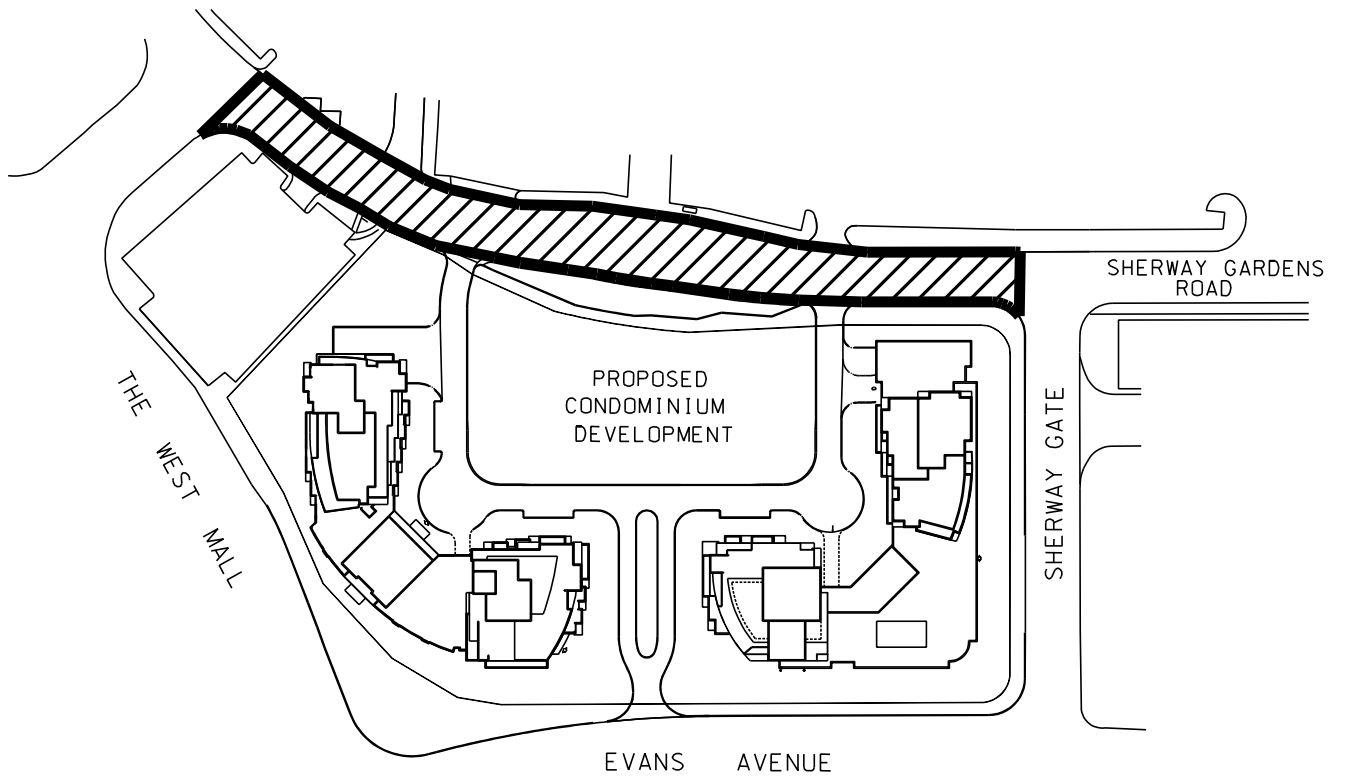 SHERWAY GARDENS
ROAD
PROPOSED
CONDOMINIUM
DEVELOPMENT
THE WEST MALL
SHERWAY GATE
EVANS AVENUE